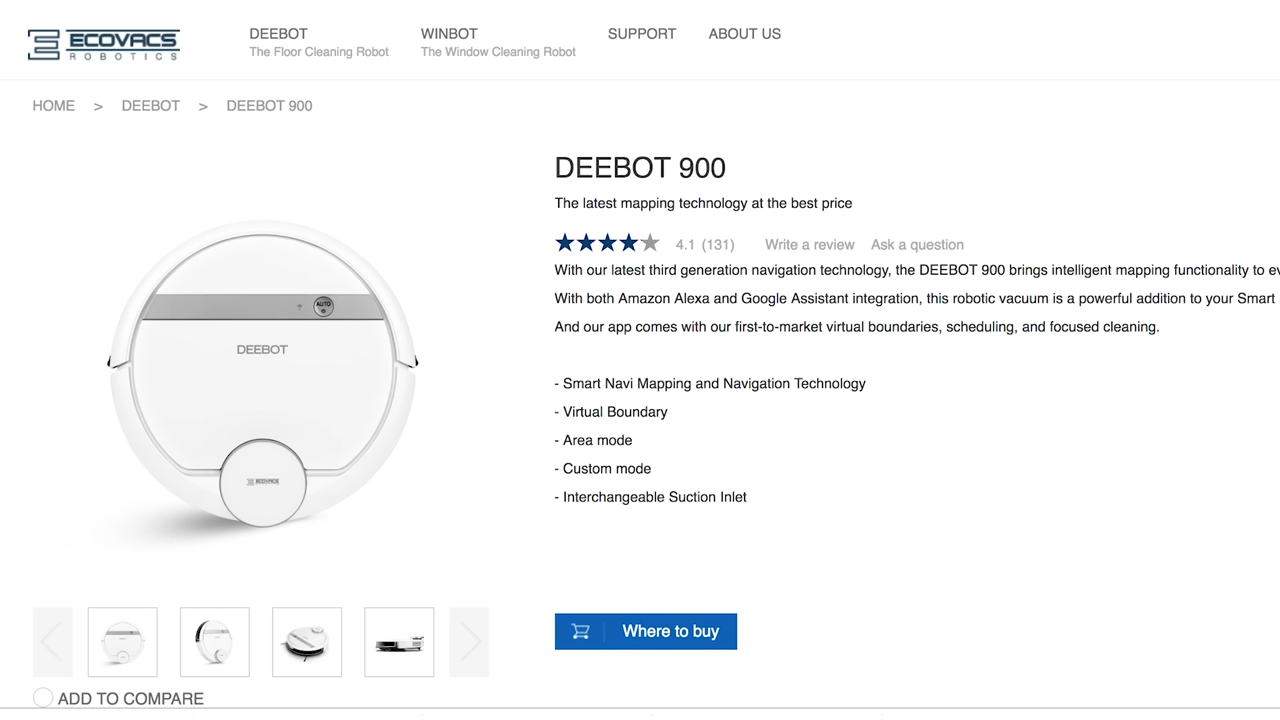 ECOVACS
ROBOTICS
DEEBOT
The Floor Cleaning Robot
WINBOT
The Window Cleaning Robot
SUPPORT
ABOUT US
HOME > DEEBOT > DEEBOT 900
DEEBOT 900
The latest mapping technology at the best price
4.1 (131) Write a review Ask a question
With our latest third generation navigation technology, the DEEBOT 900 brings intelligent mapping functionality to ev
With both Amazon Alexa and Google Assistant integration, this robotic vacuum is a powerful addition to your Smart
And our app comes with our first-to-market virtual boundaries, scheduling, and focused cleaning.
- Smart Navi Mapping and Navigation Technology
- Virtual Boundary
- Area mode
- Custom mode
- Interchangeable Suction Inlet
AUTO
DEEBOT
ECOVACS
Where to buy
ADD TO COMPARE